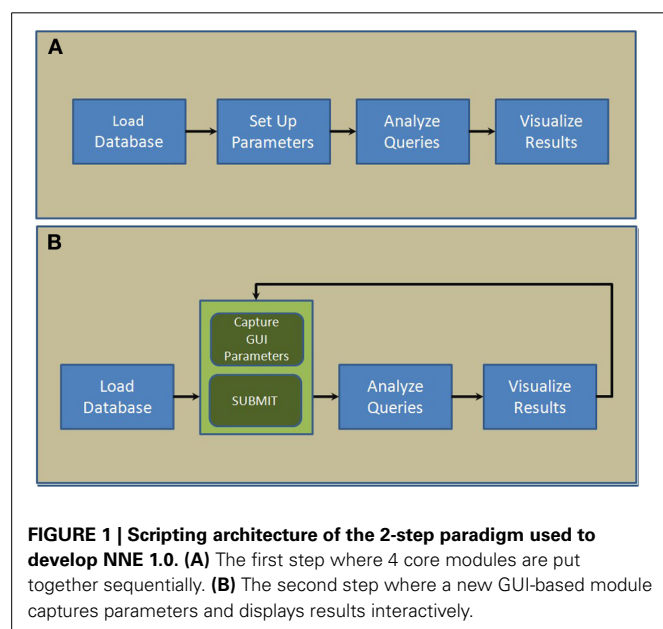 A
Load
Database
Set Up
Parameters
Analyze
Queries
Visualize
Results
B
Load
Database
Capture
GUI
Parameters
SUBMIT
Analyze
Queries
Visualize
Results
FIGURE 1 | Scripting architecture of the 2-step paradigm used to
develop NNE 1.0. (A) The first step where 4 core modules are put
together sequentially. (B) The second step where a new GUI-based module
captures parameters and displays results interactively.